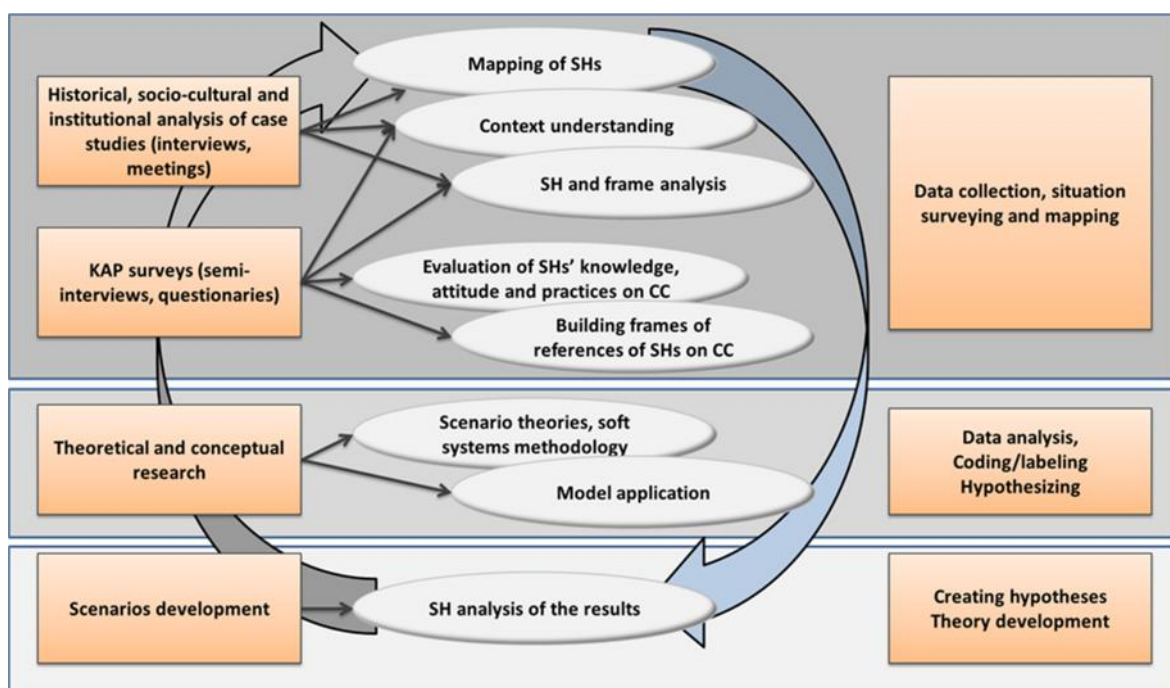 Mapping of SHs
Historical, socio-cultural and
institutional analysis of case
studies (interviews,
meetings)
Context understanding
SH and frame analysis
Data collection, situation
surveying and mapping
KAP surveys (semi-
interviews, questionaries)
Evaluation of SHs' knowledge,
attitude and practices on CC
Building frames of
references of SHs on CC
Theoretical and conceptual
research
Scenario theories, soft
systems methodology
Model application
Data analysis,
Coding/labeling
Hypothesizing
Scenarios development
SH analysis of the results
Creating hypotheses
Theory development